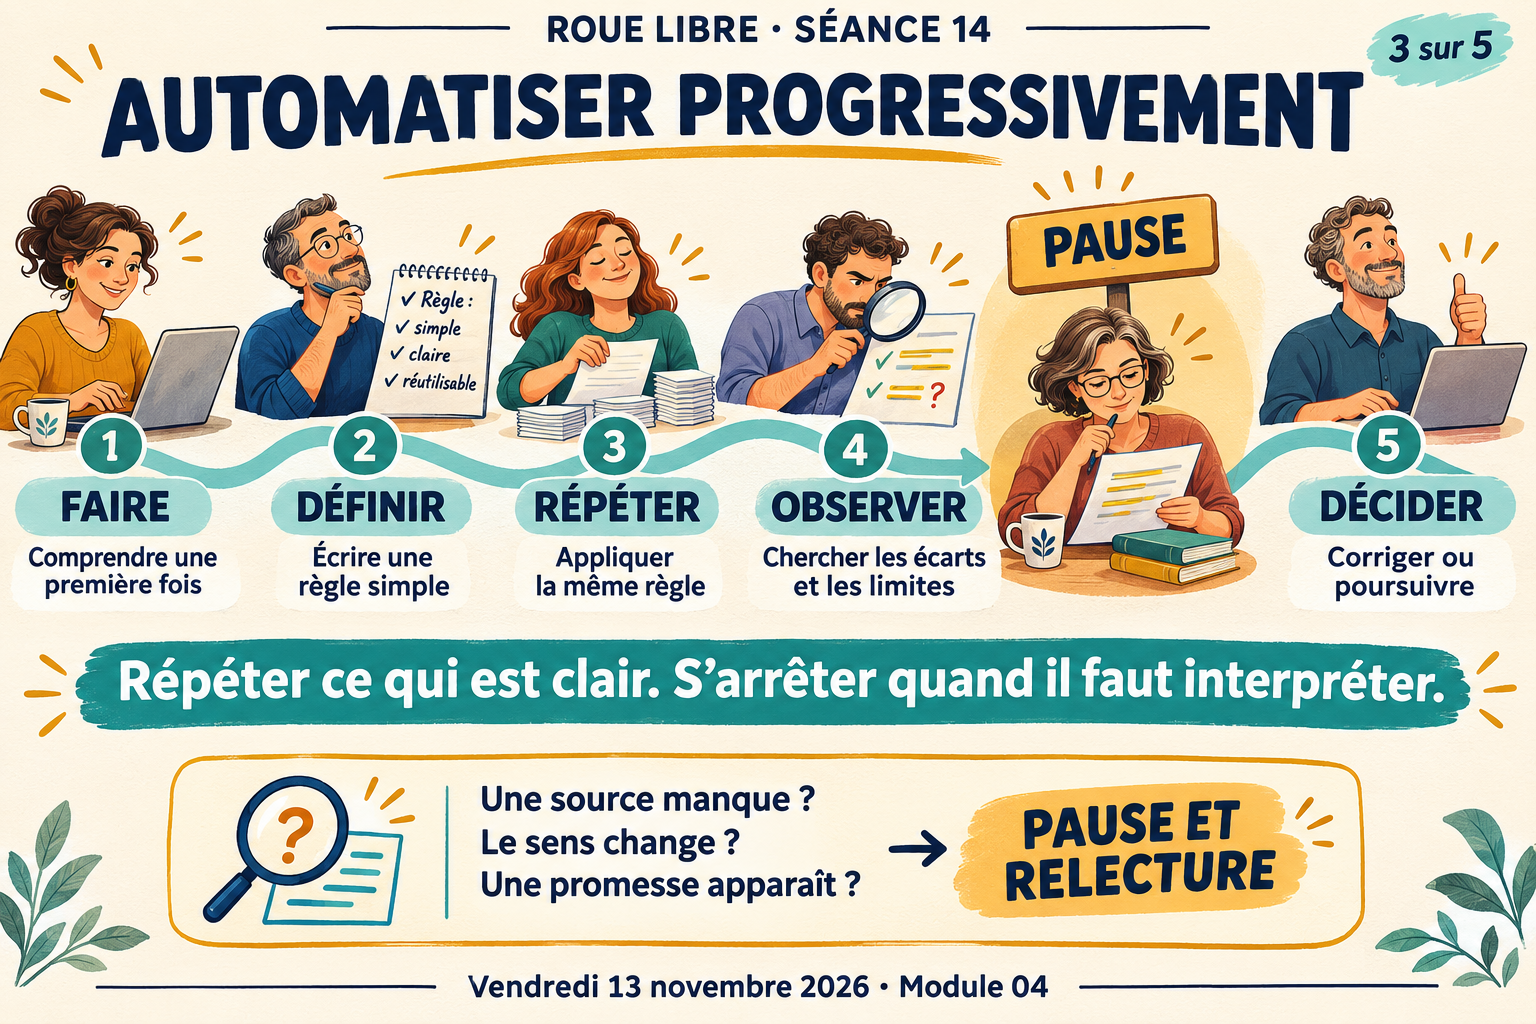 ROUE LIBRE • SÉANCE 14
3 sur 5
AUTOMATISER PROGRESSIVEMENT
✓ Règle :
✓ simple
✓ claire
✓ réutilisable
?
PAUSE
1
FAIRE
Comprendre une
première fois
2
DÉFINIR
Écrire une
règle simple
3
RÉPÉTER
Appliquer
la même règle
4
OBSERVER
Chercher les écarts
et les limites
5
DÉCIDER
Corriger ou
poursuivre
Répéter ce qui est clair. S’arrêter quand il faut interpréter.
?
Une source manque ?
Le sens change ?
Une promesse apparaît ?
PAUSE ET
RELECTURE
Vendredi 13 novembre 2026 • Module 04